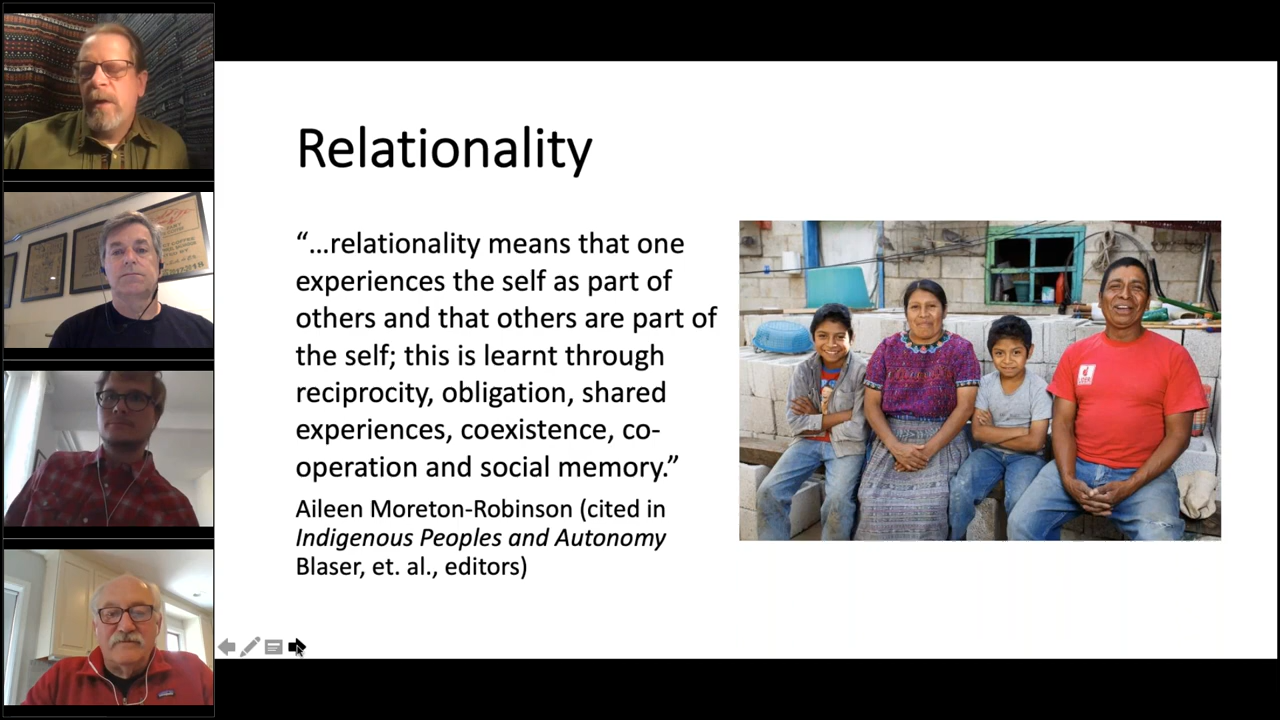 Relationality
“...relationality means that one
experiences the self as part of
others and that others are part of
the self; this is learnt through
reciprocity, obligation, shared
experiences, coexistence, co-
operation and social memory.”
Aileen Moreton-Robinson (cited in
Indigenous Peoples and Autonomy
Blaser, et. al., editors)